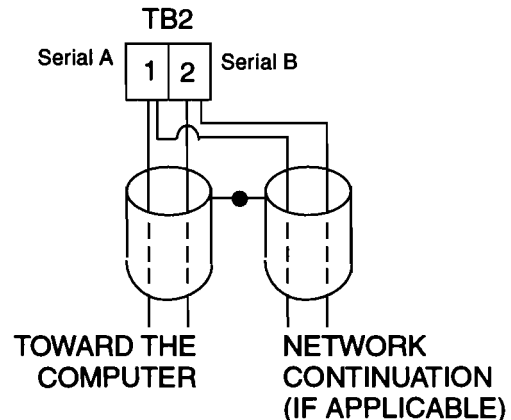 TB2
Serial A
1
2
Serial B
TOWARD THE
COMPUTER
NETWORK
CONTINUATION
(IF APPLICABLE)